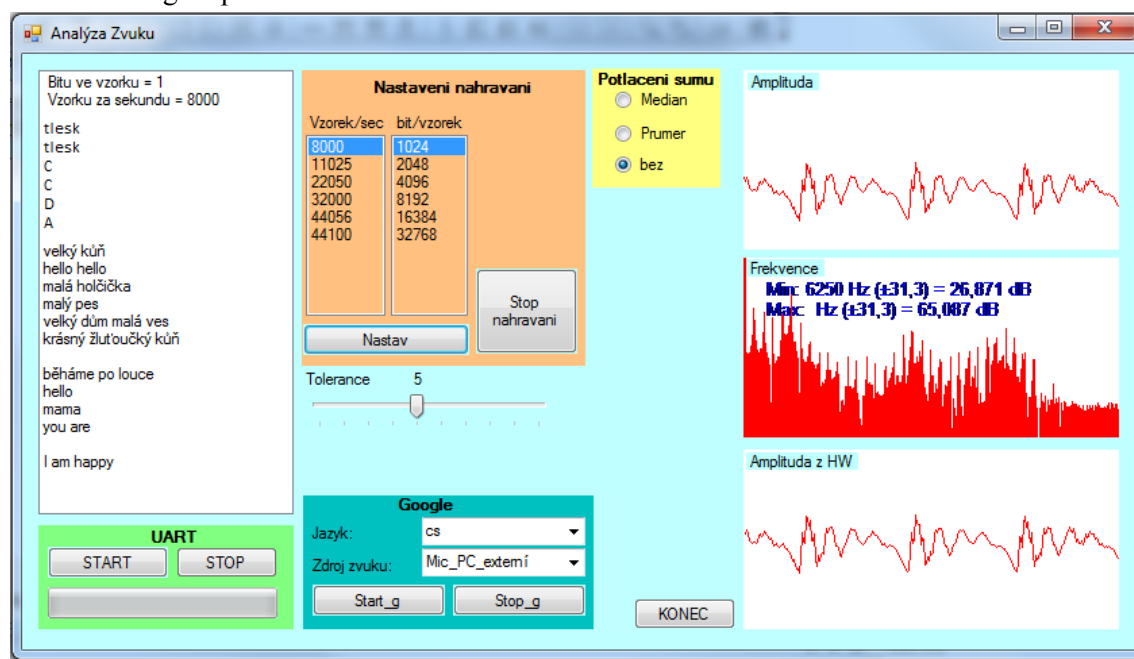 Analýza Zvuku
Bitu ve vzorku = 1
Vzorku za sekundu = 8000
tlesk
tlesk
C
C
D
A
velký kůň
hello hello
malá holčička
malý pes
velký dům malá ves
krásný žluťoučký kůň
běháme po louce
hello
mama
you are
I am happy
UART
START STOP
Nastaveni nahravani
Vzorek/sec bit/vzorek
8000 1024
11025 2048
22050 4096
32000 8192
44056 16384
44100 32768
Stop
nahravani
Nastav
Tolerance 5
Google
Jazyk: cs
Zdroj zvuku: Mic_PC_externí
Start_g Stop_g
Potlaceni sumu
Median
Prumer
bez
KONEC
Amplituda
Frekvence
Min: 6250 Hz (±31,3) = 26,871 dB
Max: Hz (±31,3) = 65,087 dB
Amplituda z HW